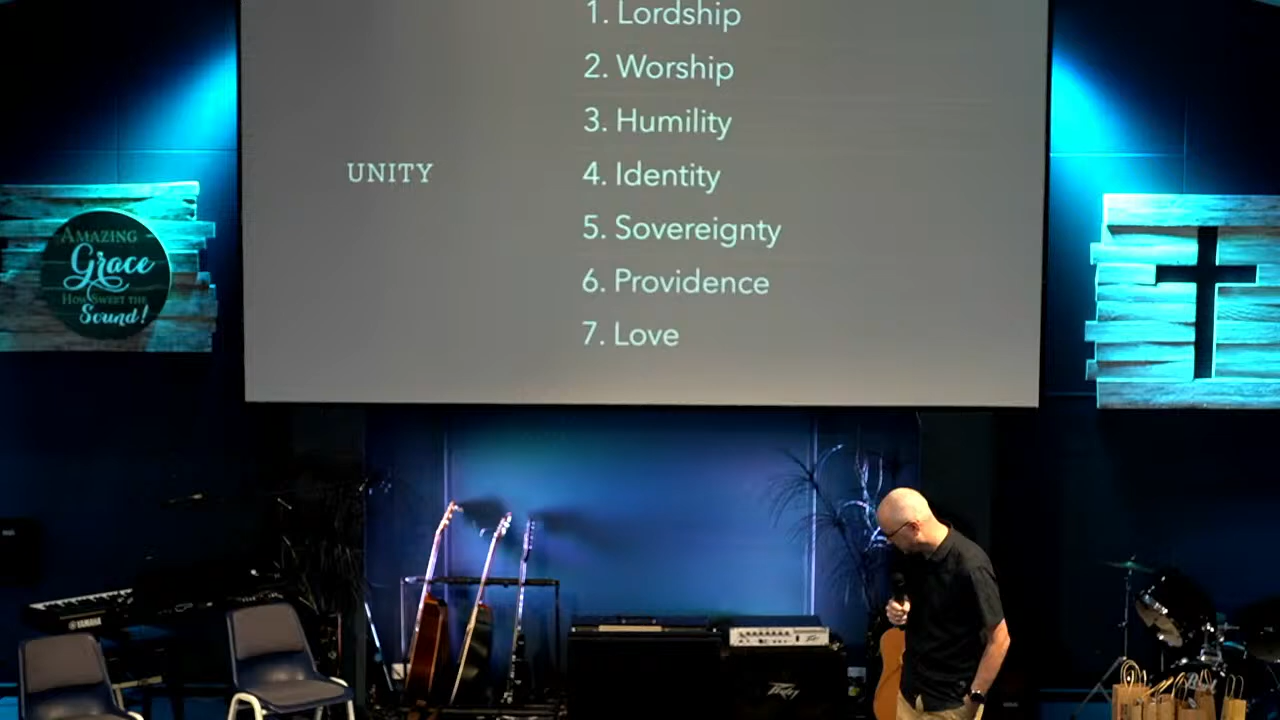 1. Lordship
2. Worship
3. Humility
UNITY
4. Identity
5. Sovereignty
6. Providence
7. Love
AMAZING
Grace
HOW SWEET THE
Sound!
YAMAHA
Peavey